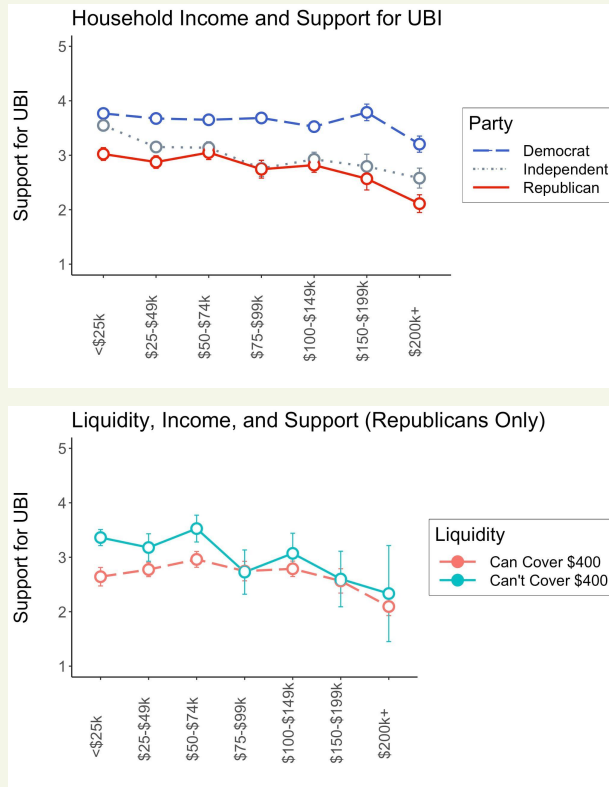 Household Income and Support for UBI
Support for UBI
5
4
3
2
1
<$25k
$25-$49k
$50-$74k
$75-$99k
$100-$149k
$150-$199k
$200k+
Party
Democrat
Independent
Republican
Liquidity, Income, and Support (Republicans Only)
Support for UBI
5
4
3
2
1
<$25k
$25-$49k
$50-$74k
$75-$99k
$100-$149k
$150-$199k
$200k+
Liquidity
Can Cover $400
Can't Cover $400